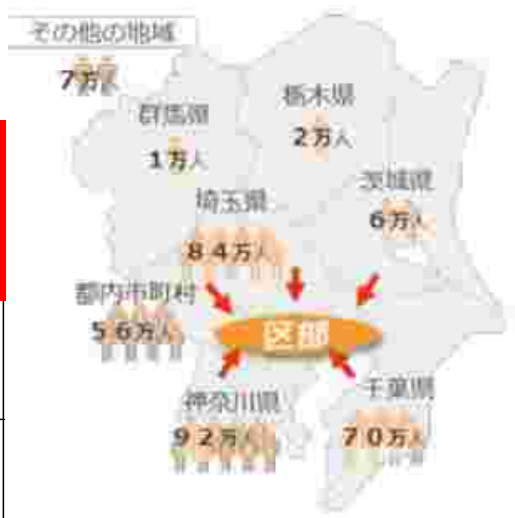 その他の地域
7万人
栃木県
2万人
群馬県
1万人
茨城県
6万人
埼玉県
84万人
都内市町村
56万人
区部
神奈川県
92万人
千葉県
70万人